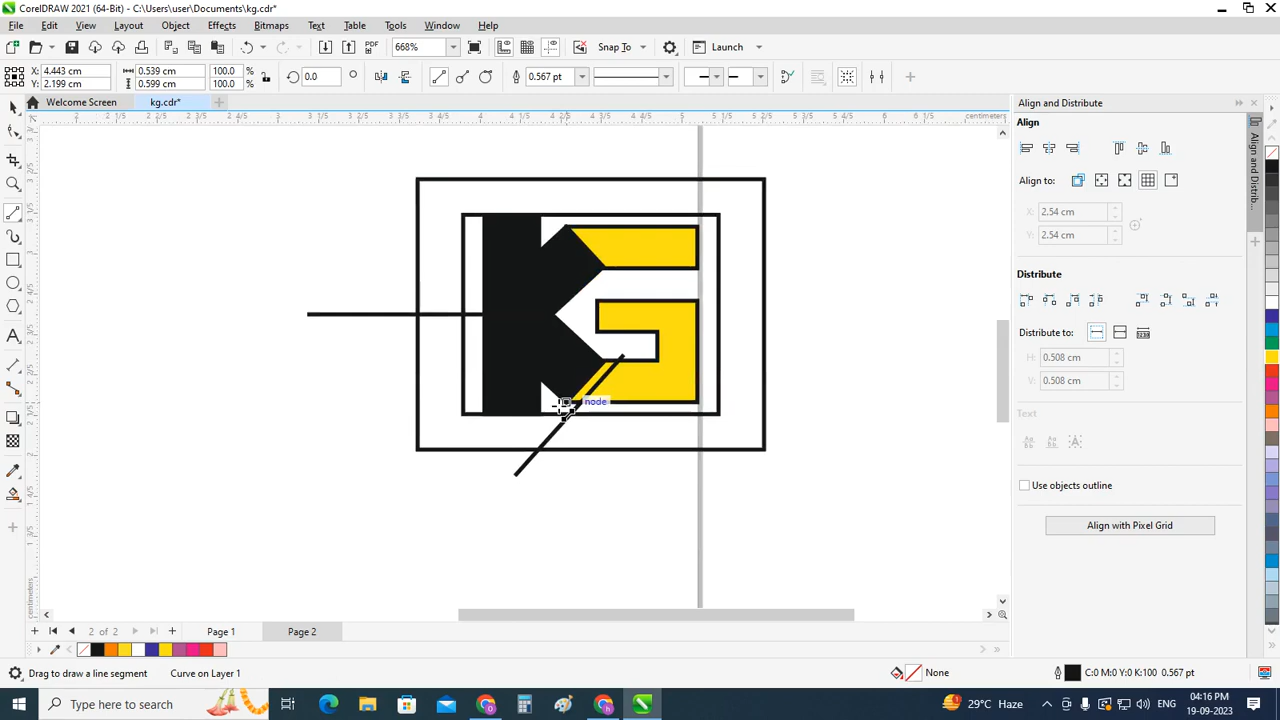 CorelDRAW 2021 (64-Bit) - C:\Users\user\Documents\kg.cdr*
File Edit View Layout Object Effects Bitmaps Text Table Tools Window Help
PDF 668% Snap To Launch
X: 4.443 cm 0.539 cm 100.0 % 0.0 0.567 pt
Y: 2.199 cm 0.599 cm 100.0 %
Welcome Screen kg.cdr*
Align and Distribute
centimeters
Align
Align to:
X: 2.54 cm
Y: 2.54 cm
Distribute
Distribute to:
H: 0.508 cm
V: 0.508 cm
Text
Use objects outline
Align with Pixel Grid
Align and Distrib...
KG
node
centimeters
2 of 2 Page 1 Page 2
Drag to draw a line segment Curve on Layer 1 None C:0 M:0 Y:0 K:100 0.567 pt
Type here to search 29°C Haze ENG 04:16 PM
19-09-2023